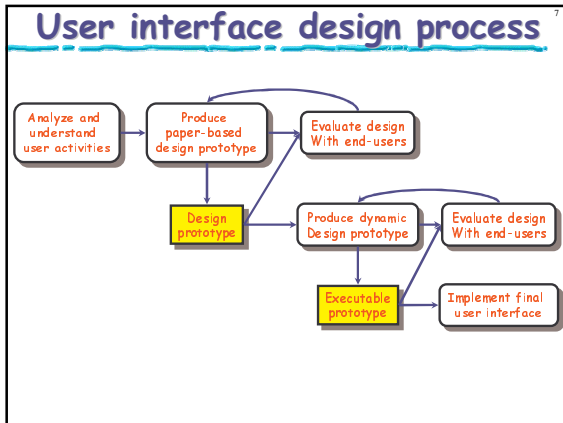 User interface design process
7
Analyze and
understand
user activities
Produce
paper-based
design prototype
Evaluate design
With end-users
Design
prototype
Produce dynamic
Design prototype
Evaluate design
With end-users
Executable
prototype
Implement final
user interface